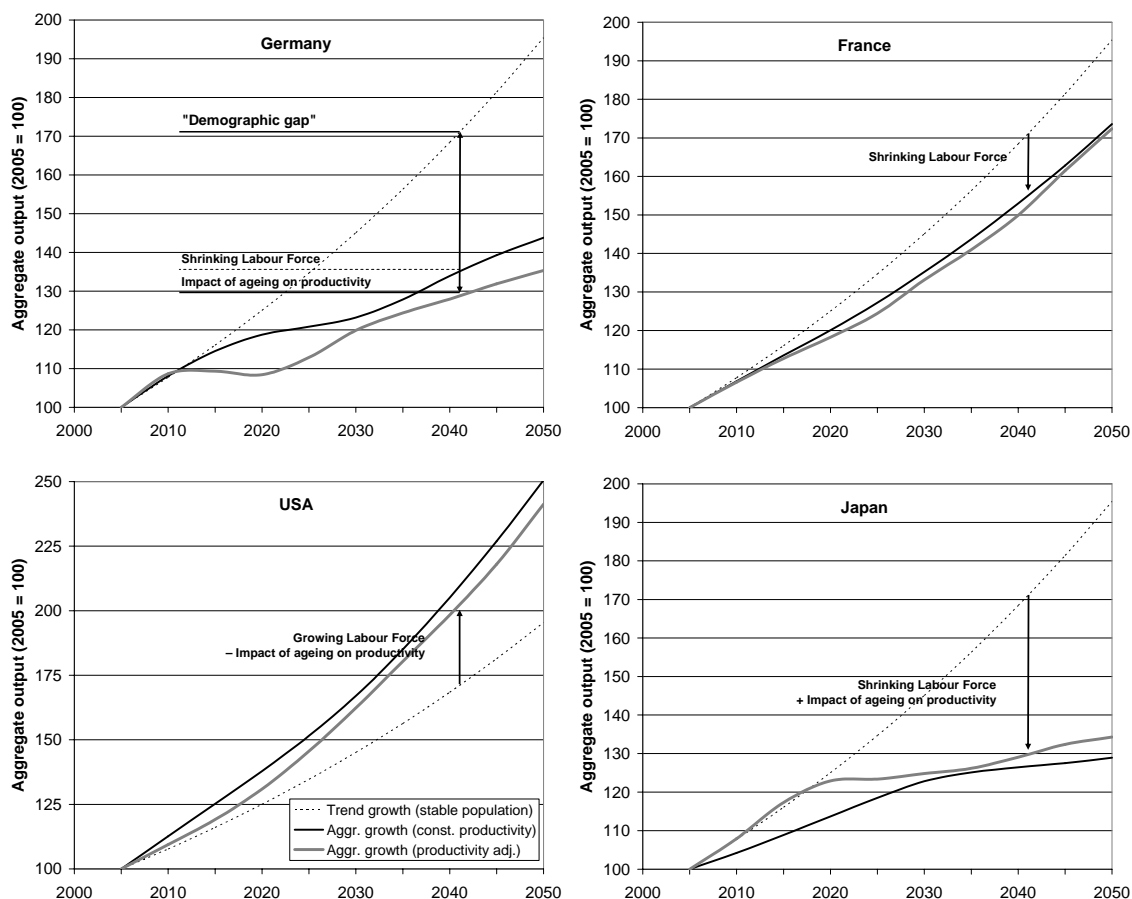 Germany
Aggregate output (2005 = 100)
200
190
180
170
160
150
140
130
120
110
100
"Demographic gap"
Shrinking Labour Force
Impact of ageing on productivity
2000 2010 2020 2030 2040 2050
France
Aggregate output (2005 = 100)
200
190
180
170
160
150
140
130
120
110
100
Shrinking Labour Force
2000 2010 2020 2030 2040 2050
USA
Aggregate output (2005 = 100)
250
225
200
175
150
125
100
Growing Labour Force
– Impact of ageing on productivity
Trend growth (stable population)
Aggr. growth (const. productivity)
Aggr. growth (productivity adj.)
2000 2010 2020 2030 2040 2050
Japan
Aggregate output (2005 = 100)
200
190
180
170
160
150
140
130
120
110
100
Shrinking Labour Force
+ Impact of ageing on productivity
2000 2010 2020 2030 2040 2050